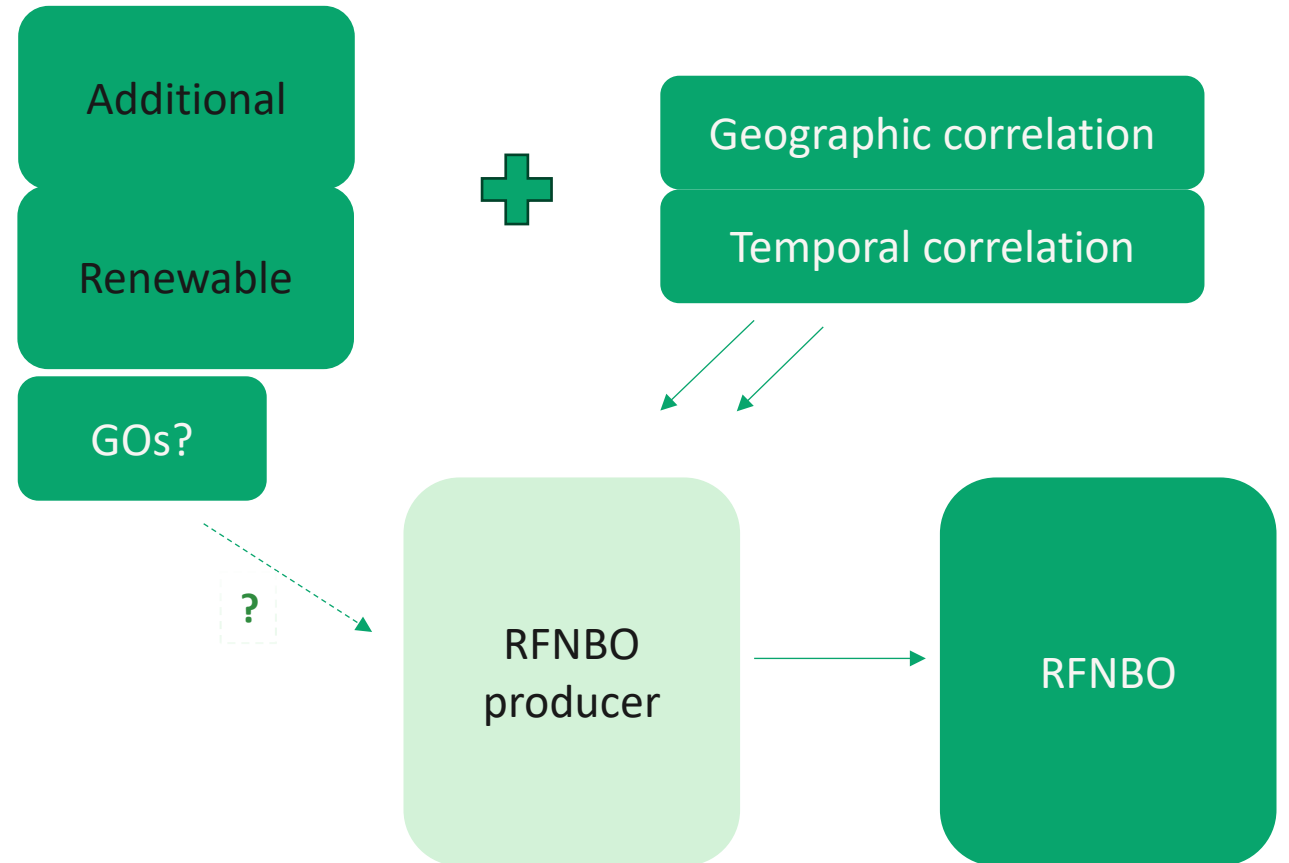 Additional
Renewable
GOs?
Geographic correlation
Temporal correlation
?
RFNBO
producer
RFNBO